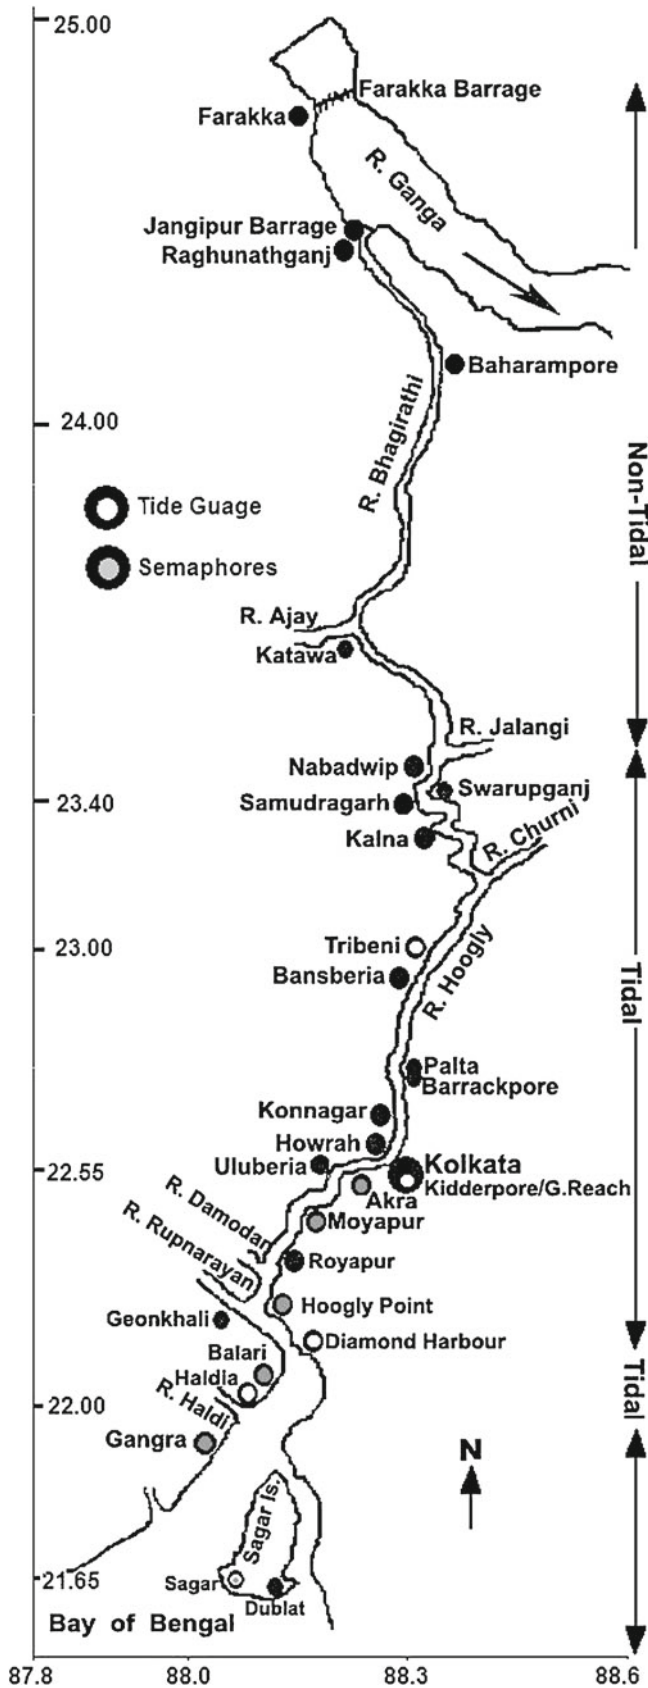 25.00
Farakka Barrage
Farakka
R. Ganga
Jangipur Barrage
Raghunathganj
Baharampore
24.00
R. Bhagirathi
Non-Tidal
Tide Guage
Semaphores
R. Ajay
Katawa
R. Jalangi
Nabadwip
Swarupganj
23.40
Samudragarh
Kalna
R. Churni
Tribeni
23.00
Bansberia
R. Hoogly
Tidal
Palta
Barrackpore
Konnagar
Howrah
22.55
Uluberia
Kolkata
Kidderpore/G.Reach
Akra
R. Damodan
Moyapur
R. Rupnarayan
Royapur
Hoogly Point
Geonkhali
Diamond Harbour
Balari
Haldia
22.00
R. Haldi
Tidal
Gangra
N
Sagar Is.
21.65
Sagar
Dublat
Bay of Bengal
87.8 88.0 88.3 88.6